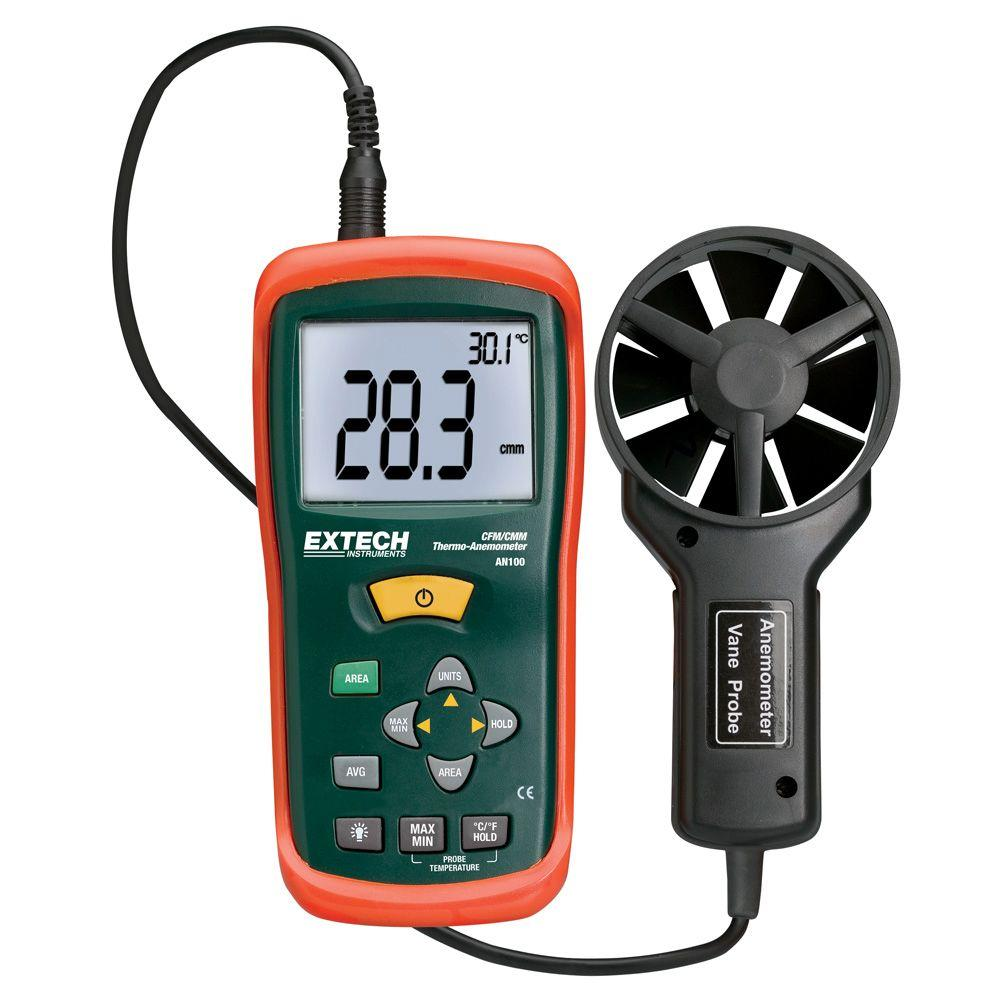 30.1 °C
28.3 cmm
EXTECH
INSTRUMENTS
CFM/CMM
Thermo-Anemometer
AN100
AREA
UNITS
MAX
MIN
HOLD
AVG
AREA
CE
MAX
MIN
°C/°F
HOLD
PROBE
TEMPERATURE
Anemometer
Vane Probe